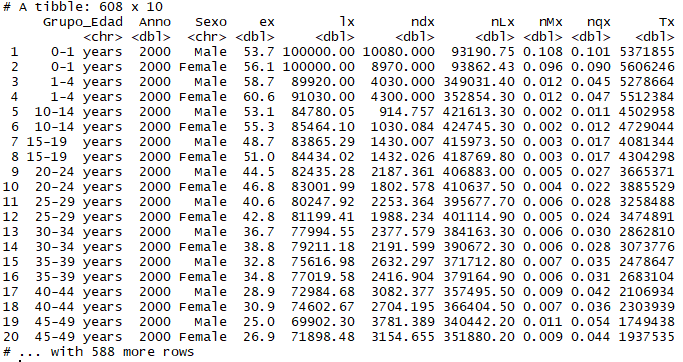 # A tibble: 608 x 10
Grupo_Edad Anno Sexo ex lx ndx nLx nMx nqx Tx
<chr> <dbl> <chr> <dbl> <dbl> <dbl> <dbl> <dbl> <dbl> <dbl>
1 0-1 years 2000 Male 53.7 100000.00 10080.000 93190.75 0.108 0.101 5371855
2 0-1 years 2000 Female 56.1 100000.00 8970.000 93862.43 0.096 0.090 5606246
3 1-4 years 2000 Male 58.7 89920.00 4030.000 349031.40 0.012 0.045 5278664
4 1-4 years 2000 Female 60.6 91030.00 4300.000 352854.30 0.012 0.047 5512384
5 10-14 years 2000 Male 53.1 84780.05 914.757 421613.30 0.002 0.011 4502958
6 10-14 years 2000 Female 55.3 85464.10 1030.084 424745.30 0.002 0.012 4729044
7 15-19 years 2000 Male 48.7 83865.29 1430.007 415973.50 0.003 0.017 4081344
8 15-19 years 2000 Female 51.0 84434.02 1432.026 418769.80 0.003 0.017 4304298
9 20-24 years 2000 Male 44.5 82435.28 2187.361 406883.00 0.005 0.027 3665371
10 20-24 years 2000 Female 46.8 83001.99 1802.578 410637.50 0.004 0.022 3885529
11 25-29 years 2000 Male 40.6 80247.92 2253.364 395677.70 0.006 0.028 3258488
12 25-29 years 2000 Female 42.8 81199.41 1988.234 401114.90 0.005 0.024 3474891
13 30-34 years 2000 Male 36.7 77994.55 2377.579 384163.30 0.006 0.030 2862810
14 30-34 years 2000 Female 38.8 79211.18 2191.599 390672.30 0.006 0.028 3073776
15 35-39 years 2000 Male 32.8 75616.98 2632.297 371712.80 0.007 0.035 2478647
16 35-39 years 2000 Female 34.8 77019.58 2416.904 379164.90 0.006 0.031 2683104
17 40-44 years 2000 Male 28.9 72984.68 3082.377 357495.50 0.009 0.042 2106934
18 40-44 years 2000 Female 30.9 74602.67 2704.195 366404.50 0.007 0.036 2303939
19 45-49 years 2000 Male 25.0 69902.30 3781.389 340442.20 0.011 0.054 1749438
20 45-49 years 2000 Female 26.9 71898.48 3154.655 351880.20 0.009 0.044 1937535
# ... with 588 more rows